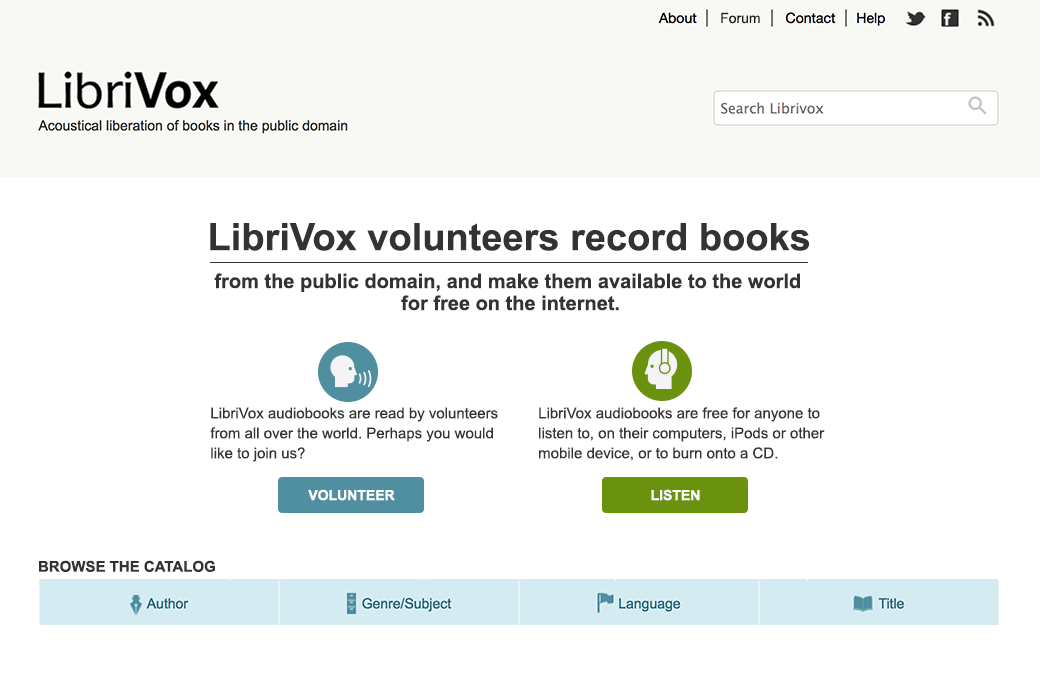 About | Forum | Contact | Help
LibriVox
Acoustical liberation of books in the public domain
Search Librivox
LibriVox volunteers record books
from the public domain, and make them available to the world
for free on the internet.
LibriVox audiobooks are read by volunteers
from all over the world. Perhaps you would
like to join us?
VOLUNTEER
LibriVox audiobooks are free for anyone to
listen to, on their computers, iPods or other
mobile device, or to burn onto a CD.
LISTEN
BROWSE THE CATALOG
Author
Genre/Subject
Language
Title